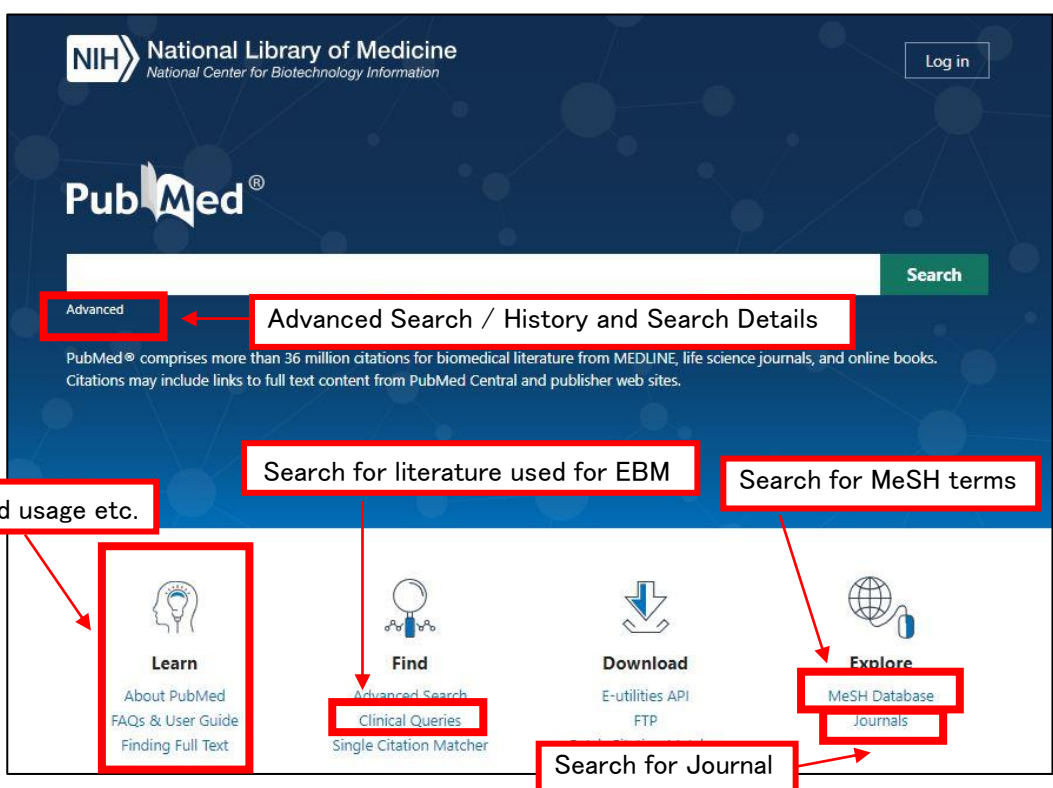 NIH National Library of Medicine
National Center for Biotechnology Information
Log in
PubMed®
Search
Advanced
Advanced Search / History and Search Details
PubMed® comprises more than 36 million citations for biomedical literature from MEDLINE, life science journals, and online books.
Citations may include links to full text content from PubMed Central and publisher web sites.
Search for literature used for EBM
Search for MeSH terms
usage etc.
Learn
Find
Download
Explore
About PubMed
Advanced Search
E-utilities API
MeSH Database
FAQs & User Guide
Clinical Queries
FTP
Journals
Finding Full Text
Single Citation Matcher
Search for Journal